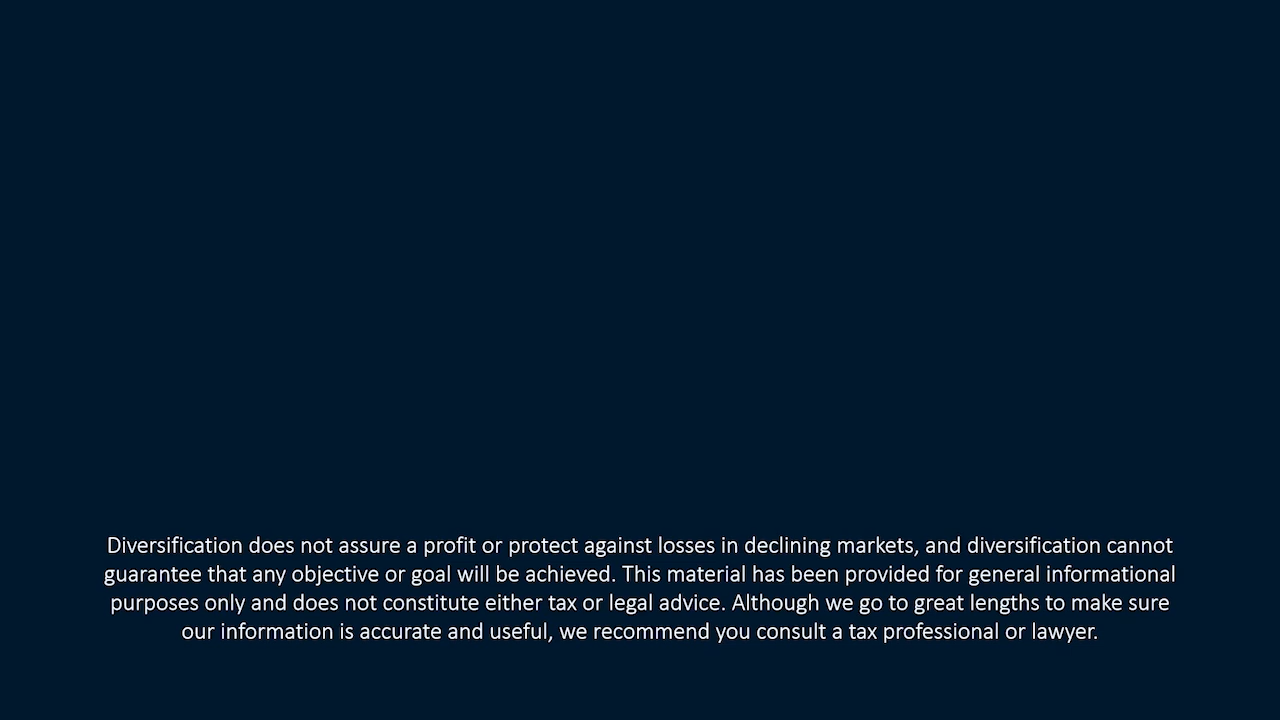 Diversification does not assure a profit or protect against losses in declining markets, and diversification cannot
guarantee that any objective or goal will be achieved. This material has been provided for general informational
purposes only and does not constitute either tax or legal advice. Although we go to great lengths to make sure
our information is accurate and useful, we recommend you consult a tax professional or lawyer.